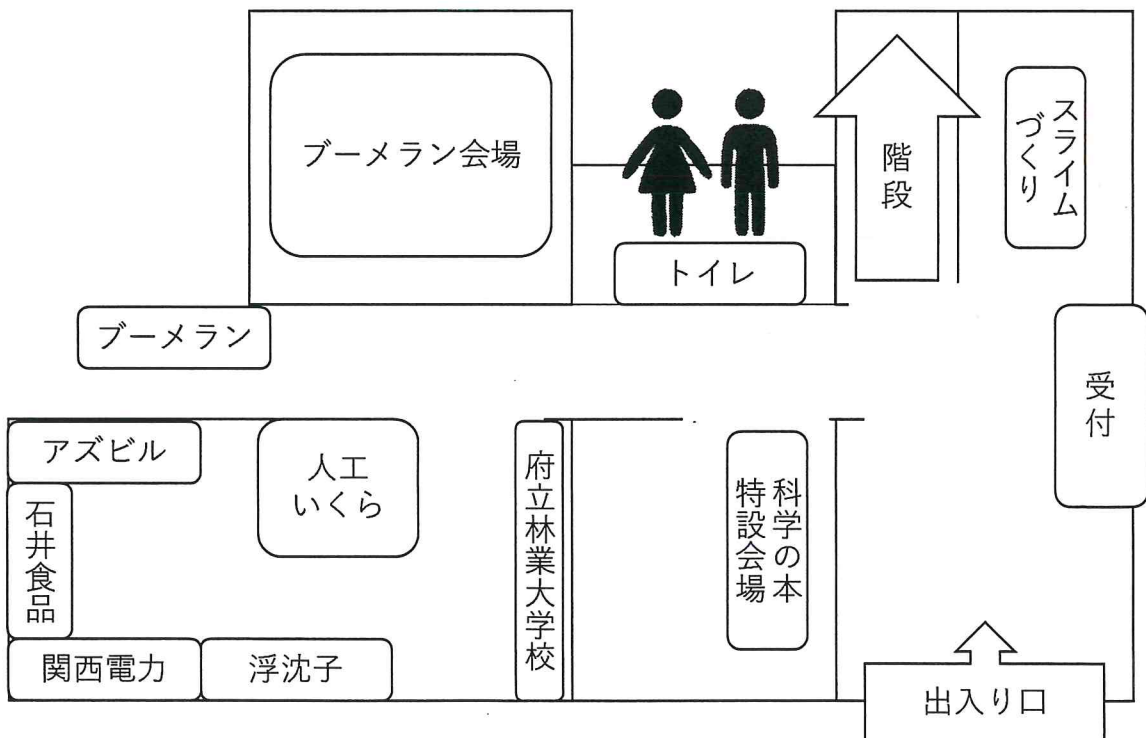 ブーメラン会場
トイレ
階段
スライム
づくり
ブーメラン
受付
アズビル
人工
いくら
石井食品
関西電力
浮沈子
府立林業大学校
科学の本
特設会場
出入り口